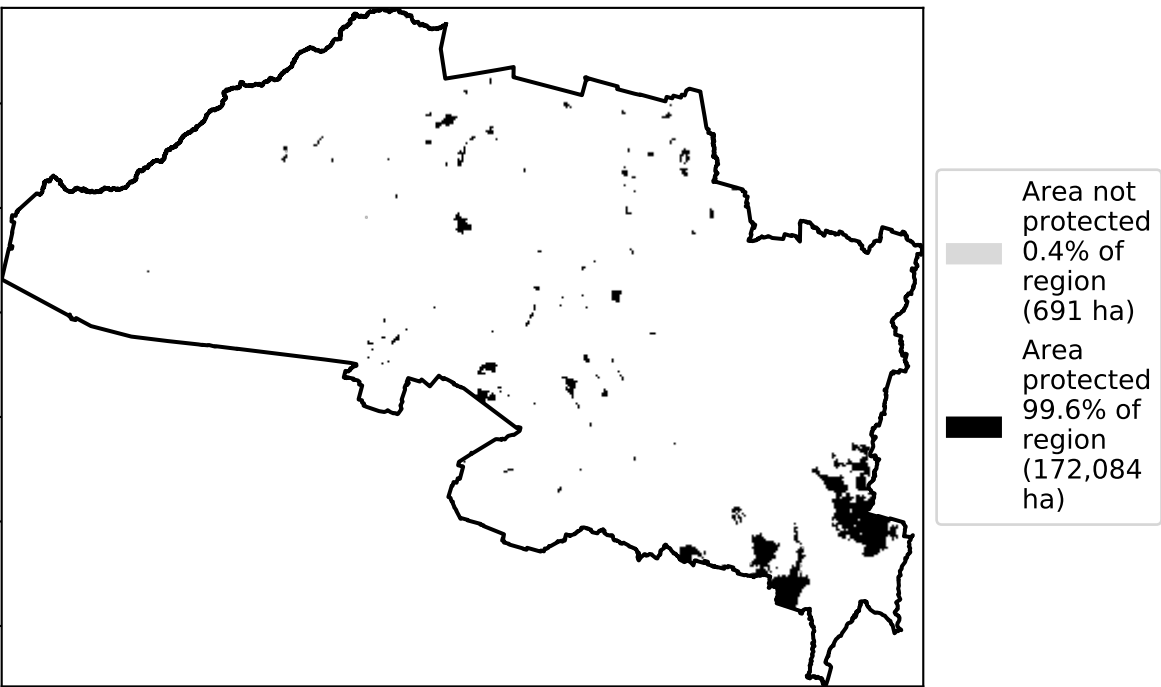 Area not
protected
0.4% of
region
(691 ha)
Area
protected
99.6% of
region
(172,084
ha)